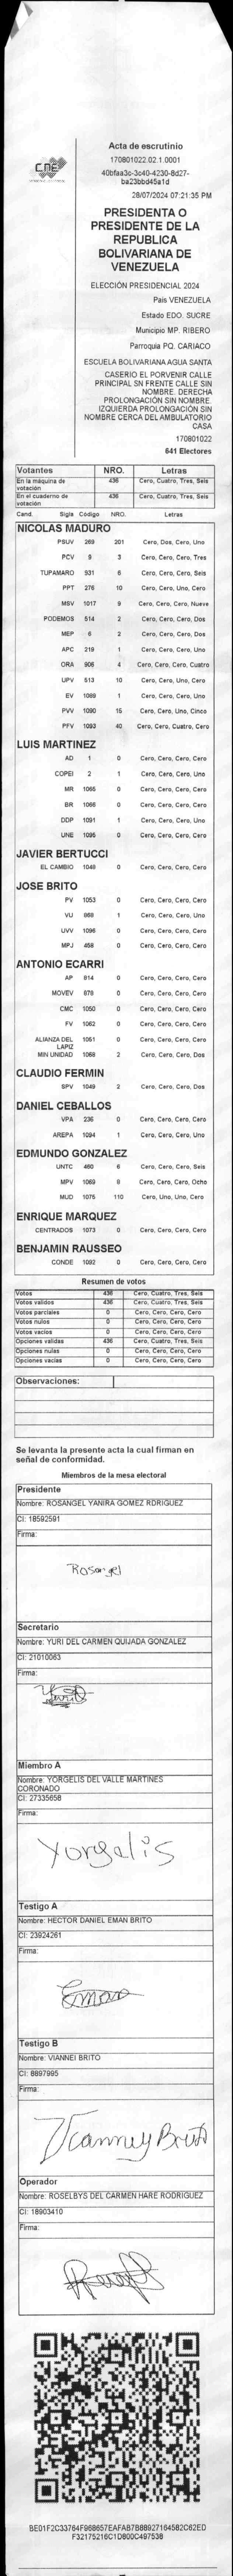 CNE
Acta de escrutinio
170801022.02.1.0001
40bfaa3c-3c40-4230-8d27-
ba23bbd45a1d
28/07/2024 07:21:35 PM
PRESIDENTA O
PRESIDENTE DE LA
REPUBLICA
BOLIVARIANA DE
VENEZUELA
ELECCIÓN PRESIDENCIAL 2024
Pais VENEZUELA
Estado EDO. SUCRE
Municipio MP. RIBERO
Parroquia PQ. CARIACO
ESCUELA BOLIVARIANA AGUA SANTA
CASERIO EL PORVENIR CALLE
PRINCIPAL SN FRENTE CALLE SIN
NOMBRE. DERECHA
PROLONGACIÓN SIN NOMBRE.
IZQUIERDA PROLONGACIÓN SIN
NOMBRE CERCA DEL AMBULATORIO
CASA
170801022
641 Electores
Votantes NRO. Letras
En la máquina de votación 436 Cero, Cuatro, Tres, Seis
En el cuaderno de votación 436 Cero, Cuatro, Tres, Seis
Cand. Sigla Código NRO. Letras
NICOLAS MADURO
PSUV 269 201 Cero, Dos, Cero, Uno
PCV 9 3 Cero, Cero, Cero, Tres
TUPAMARO 931 6 Cero, Cero, Cero, Seis
PPT 276 10 Cero, Cero, Uno, Cero
MSV 1017 9 Cero, Cero, Cero, Nueve
PODEMOS 514 2 Cero, Cero, Cero, Dos
MEP 6 2 Cero, Cero, Cero, Dos
APC 219 1 Cero, Cero, Cero, Uno
ORA 906 4 Cero, Cero, Cero, Cuatro
UPV 513 10 Cero, Cero, Uno, Cero
EV 1089 1 Cero, Cero, Cero, Uno
PVV 1090 15 Cero, Cero, Uno, Cinco
PFV 1093 40 Cero, Cero, Cuatro, Cero
LUIS MARTINEZ
AD 1 0 Cero, Cero, Cero, Cero
COPEI 2 1 Cero, Cero, Cero, Uno
MR 1065 0 Cero, Cero, Cero, Cero
BR 1066 0 Cero, Cero, Cero, Cero
DDP 1091 1 Cero, Cero, Cero, Uno
UNE 1095 0 Cero, Cero, Cero, Cero
JAVIER BERTUCCI
EL CAMBIO 1048 0 Cero, Cero, Cero, Cero
JOSE BRITO
PV 1053 0 Cero, Cero, Cero, Cero
VU 868 1 Cero, Cero, Cero, Uno
UVV 1096 0 Cero, Cero, Cero, Cero
MPJ 458 0 Cero, Cero, Cero, Cero
ANTONIO ECARRI
AP 814 0 Cero, Cero, Cero, Cero
MOVEV 879 0 Cero, Cero, Cero, Cero
CMC 1050 0 Cero, Cero, Cero, Cero
FV 1062 0 Cero, Cero, Cero, Cero
ALIANZA DEL LAPIZ 1051 0 Cero, Cero, Cero, Cero
MIN UNIDAD 1068 2 Cero, Cero, Cero, Dos
CLAUDIO FERMIN
SPV 1049 2 Cero, Cero, Cero, Dos
DANIEL CEBALLOS
VPA 236 0 Cero, Cero, Cero, Cero
AREPA 1094 1 Cero, Cero, Cero, Uno
EDMUNDO GONZALEZ
UNTC 460 6 Cero, Cero, Cero, Seis
MPV 1069 8 Cero, Cero, Cero, Ocho
MUD 1075 110 Cero, Uno, Uno, Cero
ENRIQUE MARQUEZ
CENTRADOS 1073 0 Cero, Cero, Cero, Cero
BENJAMIN RAUSSEO
CONDE 1092 0 Cero, Cero, Cero, Cero
Resumen de votos
Votos 436 Cero, Cuatro, Tres, Seis
Votos validos 436 Cero, Cuatro, Tres, Seis
Votos parciales 0 Cero, Cero, Cero, Cero
Votos nulos 0 Cero, Cero, Cero, Cero
Votos vacios 0 Cero, Cero, Cero, Cero
Opciones validas 436 Cero, Cuatro, Tres, Seis
Opciones nulas 0 Cero, Cero, Cero, Cero
Opciones vacias 0 Cero, Cero, Cero, Cero
Observaciones:
Se levanta la presente acta la cual firman en
señal de conformidad.
Miembros de la mesa electoral
Presidente
Nombre: ROSANGEL YANIRA GOMEZ RDRIGUEZ
CI: 18592591
Firma:
Rosangel
Secretario
Nombre: YURI DEL CARMEN QUIJADA GONZALEZ
CI: 21010063
Firma:
Miembro A
Nombre: YORGELIS DEL VALLE MARTINES
CORONADO
CI: 27335658
Firma:
Yorgelis
Testigo A
Nombre: HECTOR DANIEL EMAN BRITO
CI: 23924261
Firma:
Eman
Testigo B
Nombre: VIANNEI BRITO
CI: 8897995
Firma:
Vianney Brito
Operador
Nombre: ROSELBYS DEL CARMEN HARE RODRIGUEZ
CI: 18903410
Firma:
BE01F2C33764F968657EAFAB7B88927164582C62ED
F32175216C1D800C497538